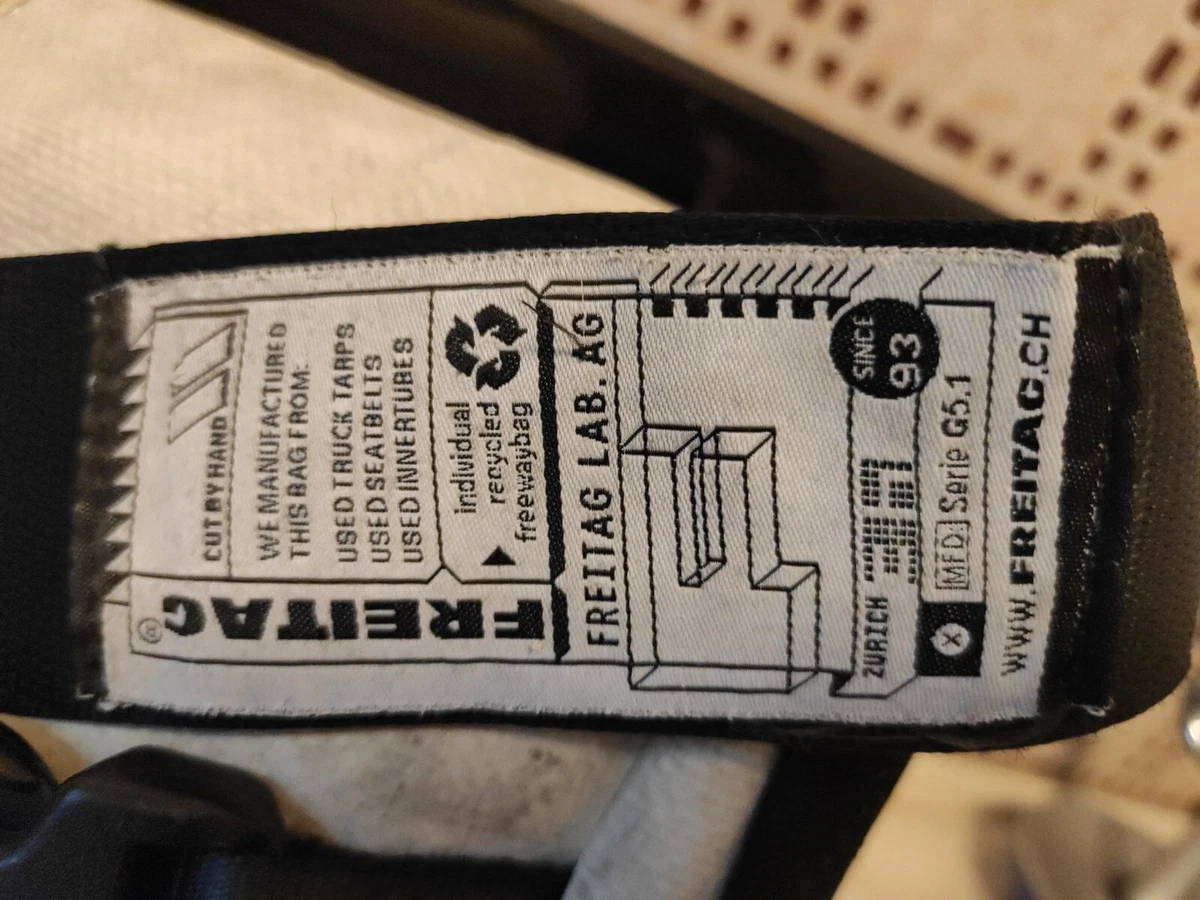 FREITAG®
CUT BY HAND
WE MANUFACTURED
THIS BAG FROM:
USED TRUCK TARPS
USED SEATBELTS
USED INNERTUBES
individual
recycled
freewaybag
FREITAG LAB. AG
SINCE
93
ZURICH
X
MED! Serie G5.1
WWW.FREITAG.CH